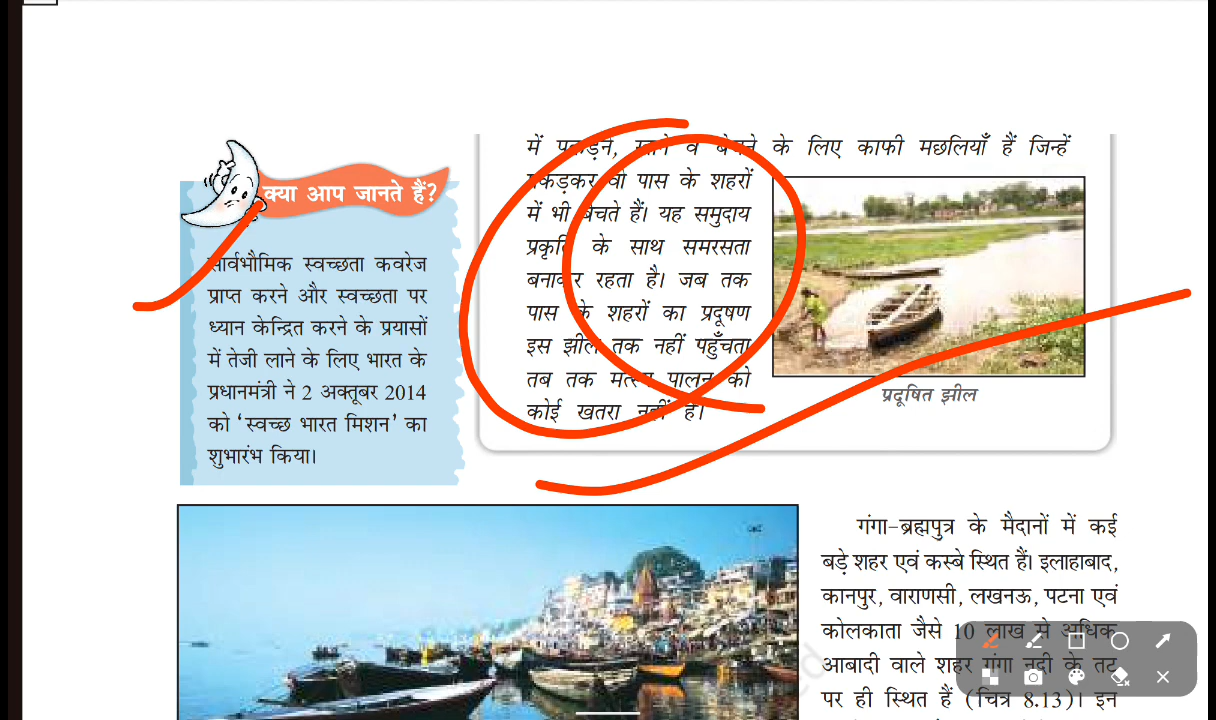 में पकड़ने, खाने व बेचने के लिए काफी मछलियाँ हैं जिन्हें
पकड़कर वो पास के शहरों
में भी बेचते हैं। यह समुदाय
प्रकृति के साथ समरसता
बनाकर रहता है। जब तक
पास के शहरों का प्रदूषण
इस झील तक नहीं पहुँचता
तब तक मत्स्य पालन को
कोई खतरा नहीं है।
प्रदूषित झील
क्या आप जानते हैं?
सार्वभौमिक स्वच्छता कवरेज
प्राप्त करने और स्वच्छता पर
ध्यान केन्द्रित करने के प्रयासों
में तेजी लाने के लिए भारत के
प्रधानमंत्री ने 2 अक्तूबर 2014
को ‘स्वच्छ भारत मिशन’ का
शुभारंभ किया।
गंगा-ब्रह्मपुत्र के मैदानों में कई
बड़े शहर एवं कस्बे स्थित हैं। इलाहाबाद,
कानपुर, वाराणसी, लखनऊ, पटना एवं
कोलकाता जैसे 10 लाख से अधिक
आबादी वाले शहर गंगा नदी के तट
पर ही स्थित हैं (चित्र 8.13)। इन